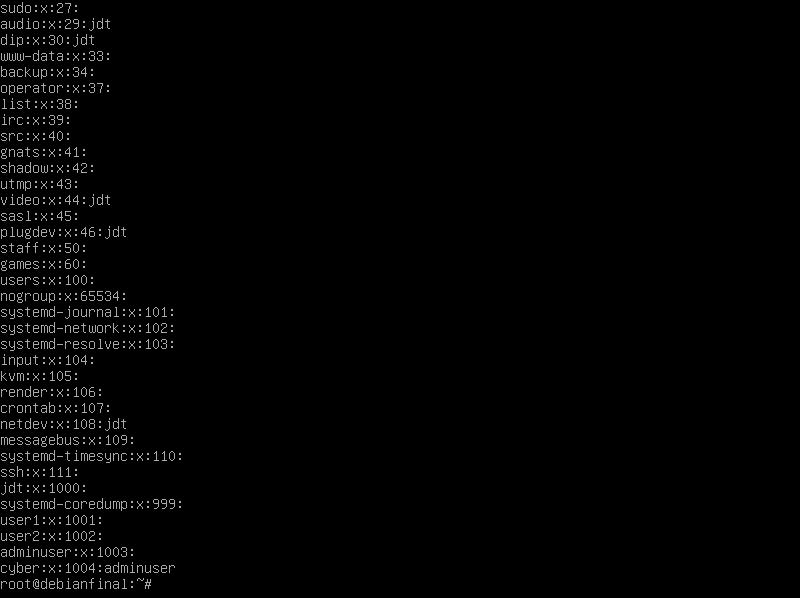 sudo:x:27:
audio:x:29:jdt
dip:x:30:jdt
www-data:x:33:
backup:x:34:
operator:x:37:
list:x:38:
irc:x:39:
src:x:40:
gnats:x:41:
shadow:x:42:
utmp:x:43:
video:x:44:jdt
sasl:x:45:
plugdev:x:46:jdt
staff:x:50:
games:x:60:
users:x:100:
nogroup:x:65534:
systemd-journal:x:101:
systemd-network:x:102:
systemd-resolve:x:103:
input:x:104:
kvm:x:105:
render:x:106:
crontab:x:107:
netdev:x:108:jdt
messagebus:x:109:
systemd-timesync:x:110:
ssh:x:111:
jdt:x:1000:
systemd-coredump:x:999:
user1:x:1001:
user2:x:1002:
adminuser:x:1003:
cyber:x:1004:adminuser
root@debianfinal:~#